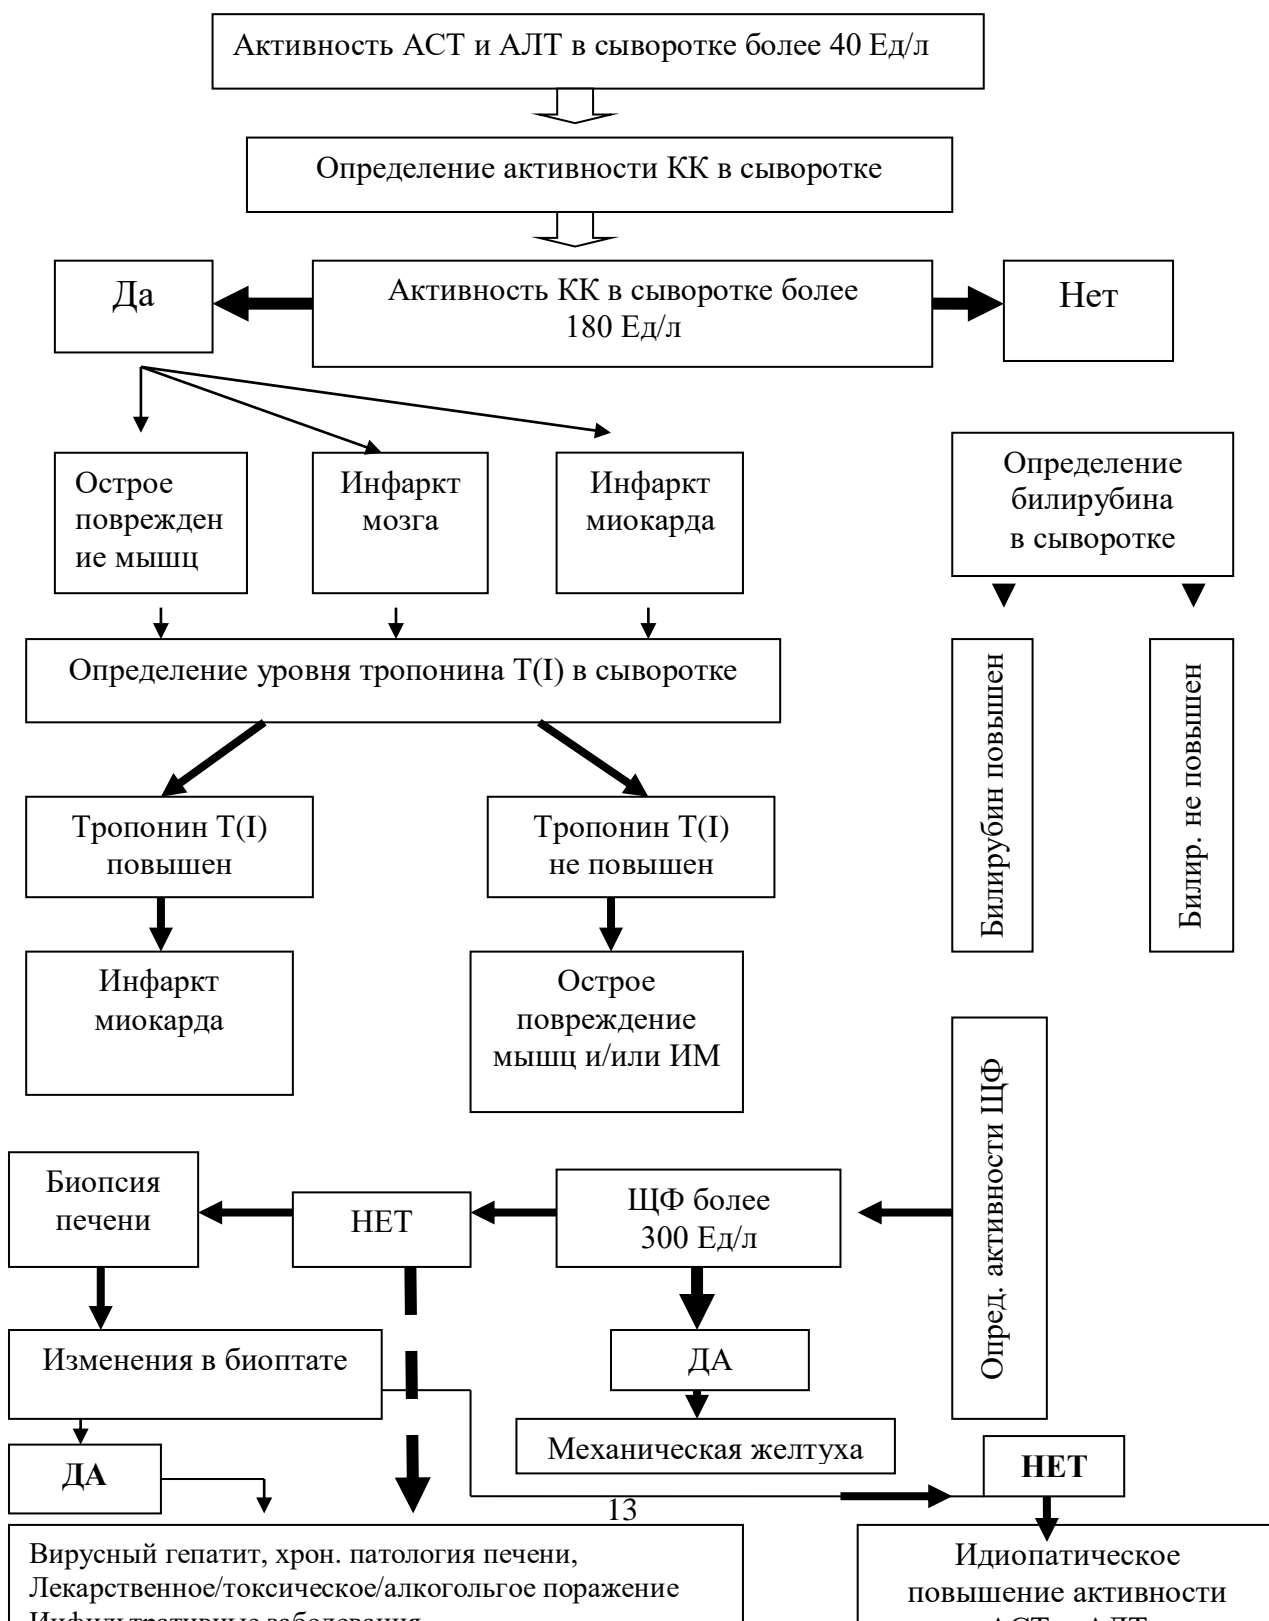 Активность АСТ и АЛТ в сыворотке более 40 Ед/л
Определение активности КК в сыворотке
Да
Активность КК в сыворотке более
180 Ед/л
Нет
Острое
поврежден
ие мышц
Инфаркт
мозга
Инфаркт
миокарда
Определение
билирубина
в сыворотке
Определение уровня тропонина Т(I) в сыворотке
Билирубин повышен
Билир. не повышен
Тропонин Т(I)
повышен
Тропонин Т(I)
не повышен
Инфаркт
миокарда
Острое
повреждение
мышц и/или ИМ
Опред. активности ЩФ
Биопсия
печени
НЕТ
ЩФ более
300 Ед/л
Изменения в биоптате
ДА
Механическая желтуха
ДА
НЕТ
13
Вирусный гепатит, хрон. патология печени,
Лекарственное/токсическое/алкогольгое поражение
Инфильтративные заболевания
Идиопатическое
повышение активности
АСТ и АЛТ